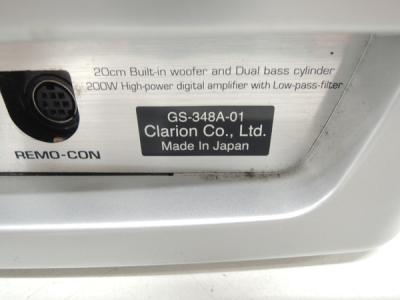 20cm Built-in woofer and Dual bass cylinder
200W High-power digital amplifier with Low-pass-filter
GS-348A-01
Clarion Co., Ltd.
Made In Japan
REMO-CON